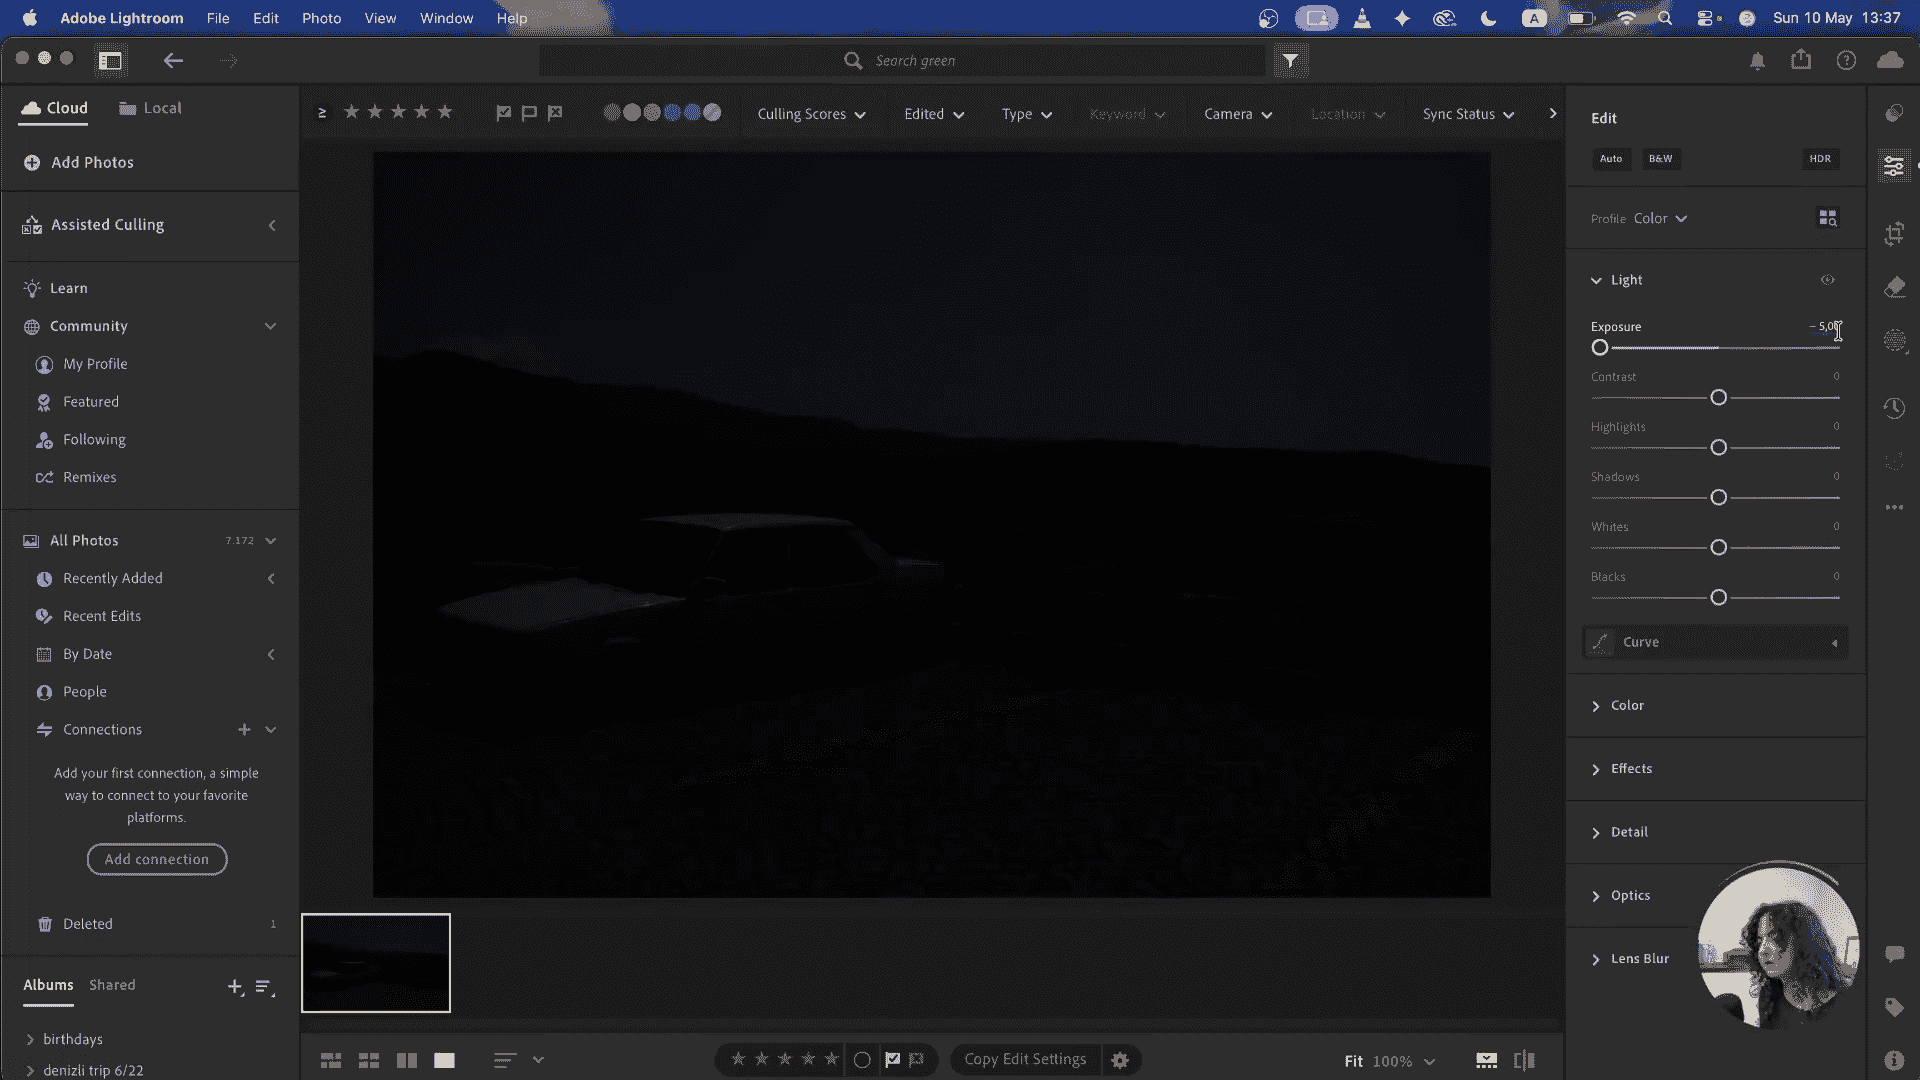 Adobe Lightroom File Edit Photo View Window Help
A Sun 10 May 13:37
Search green
Cloud Local
≥ Culling Scores Edited Type Keyword Camera Location Sync Status
Add Photos
Assisted Culling
Learn
Community
My Profile
Featured
Following
Remixes
All Photos 7.172
Recently Added
Recent Edits
By Date
People
Connections
Add your first connection, a simple
way to connect to your favorite
platforms.
Add connection
Deleted 1
Albums Shared
birthdays
denizli trip 6/22
Copy Edit Settings
Fit 100%
Edit
Auto B&W HDR
Profile Color
Light
Exposure
Contrast 0
Highlights 0
Shadows 0
Whites 0
Blacks 0
Curve
Color
Effects
Detail
Optics
Lens Blur